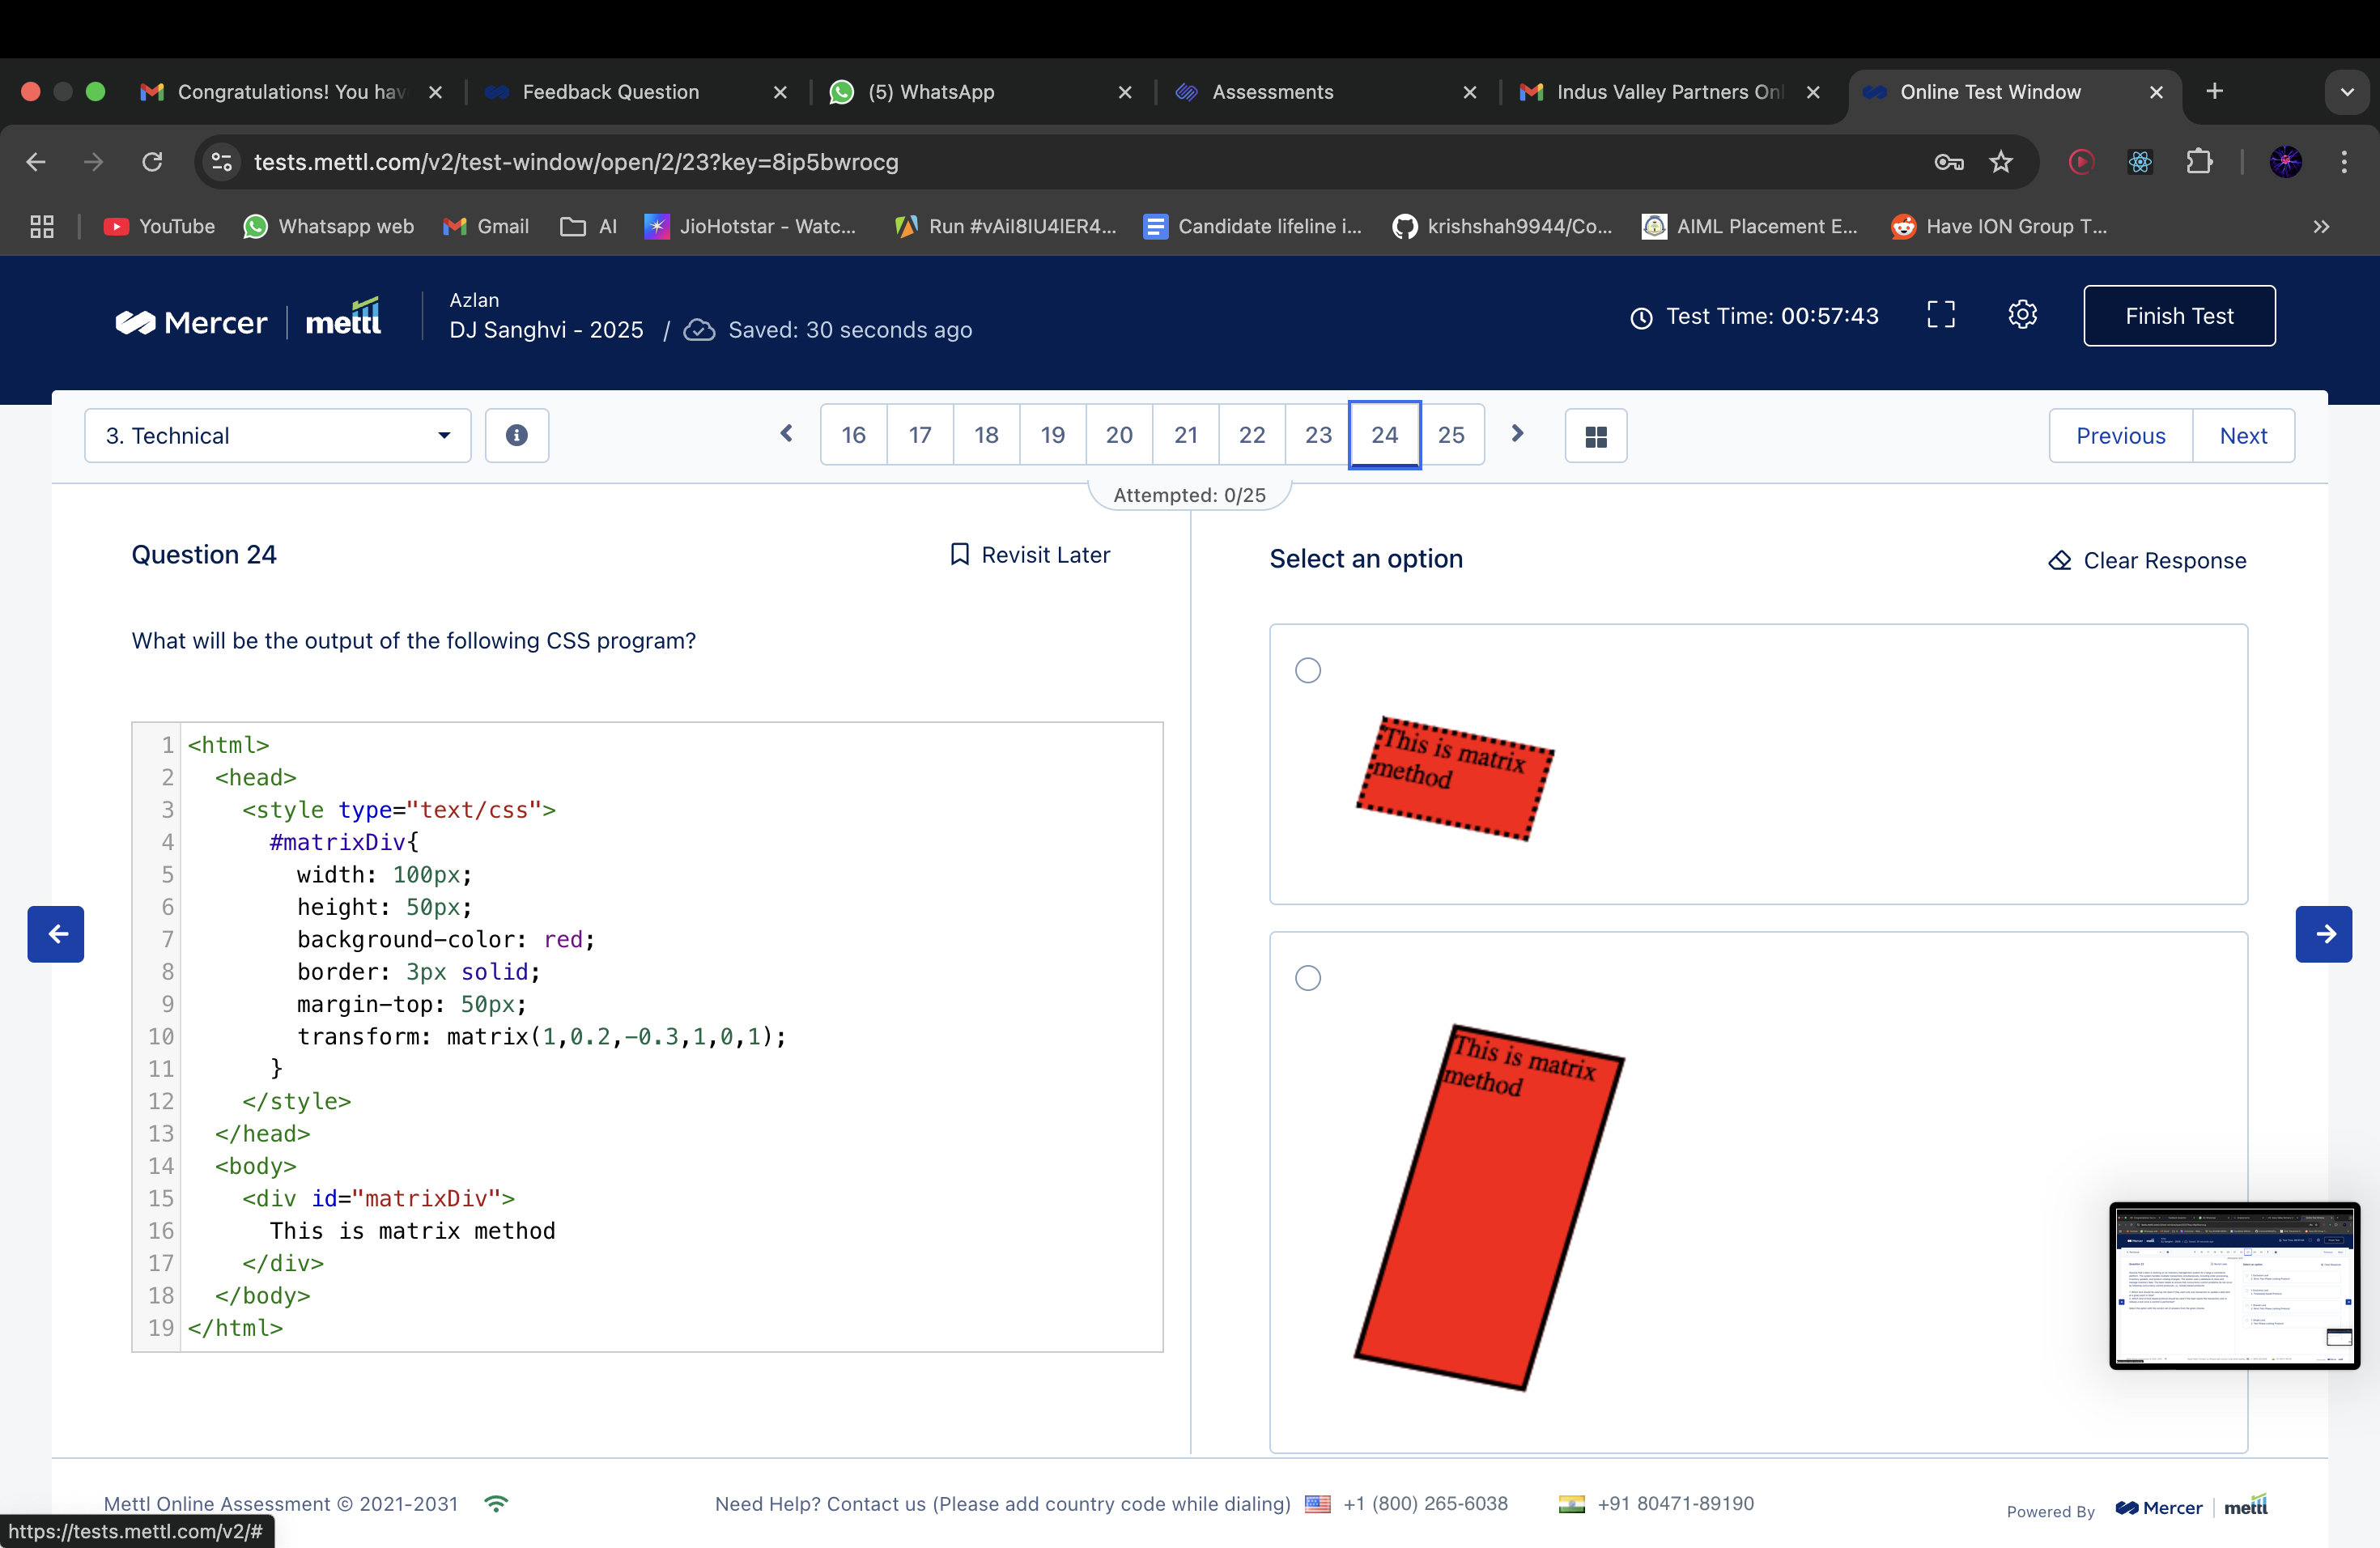 Congratulations! You hav
Feedback Question
(5) WhatsApp
Assessments
Indus Valley Partners Onl
Online Test Window
tests.mettl.com/v2/test-window/open/2/23?key=8ip5bwrocg
YouTube
Whatsapp web
Gmail
AI
JioHotstar - Watc...
Run #vAil8IU4lER4...
Candidate lifeline i...
krishshah9944/Co...
AIML Placement E...
Have ION Group T...
Mercer | mettl
Azlan
DJ Sanghvi - 2025 / Saved: 30 seconds ago
Test Time: 00:57:43
Finish Test
3. Technical
16 17 18 19 20 21 22 23 24 25
Previous
Next
Attempted: 0/25
Question 24
Revisit Later
What will be the output of the following CSS program?
1 <html>
2 <head>
3 <style type="text/css">
4 #matrixDiv{
5 width: 100px;
6 height: 50px;
7 background-color: red;
8 border: 3px solid;
9 margin-top: 50px;
10 transform: matrix(1,0.2,-0.3,1,0,1);
11 }
12 </style>
13 </head>
14 <body>
15 <div id="matrixDiv">
16 This is matrix method
17 </div>
18 </body>
19 </html>
Select an option
Clear Response
This is matrix
method
This is matrix
method
Mettl Online Assessment © 2021-2031
Need Help? Contact us (Please add country code while dialing)
+1 (800) 265-6038
+91 80471-89190
Powered By
Mercer | mettl
https://tests.mettl.com/v2/#